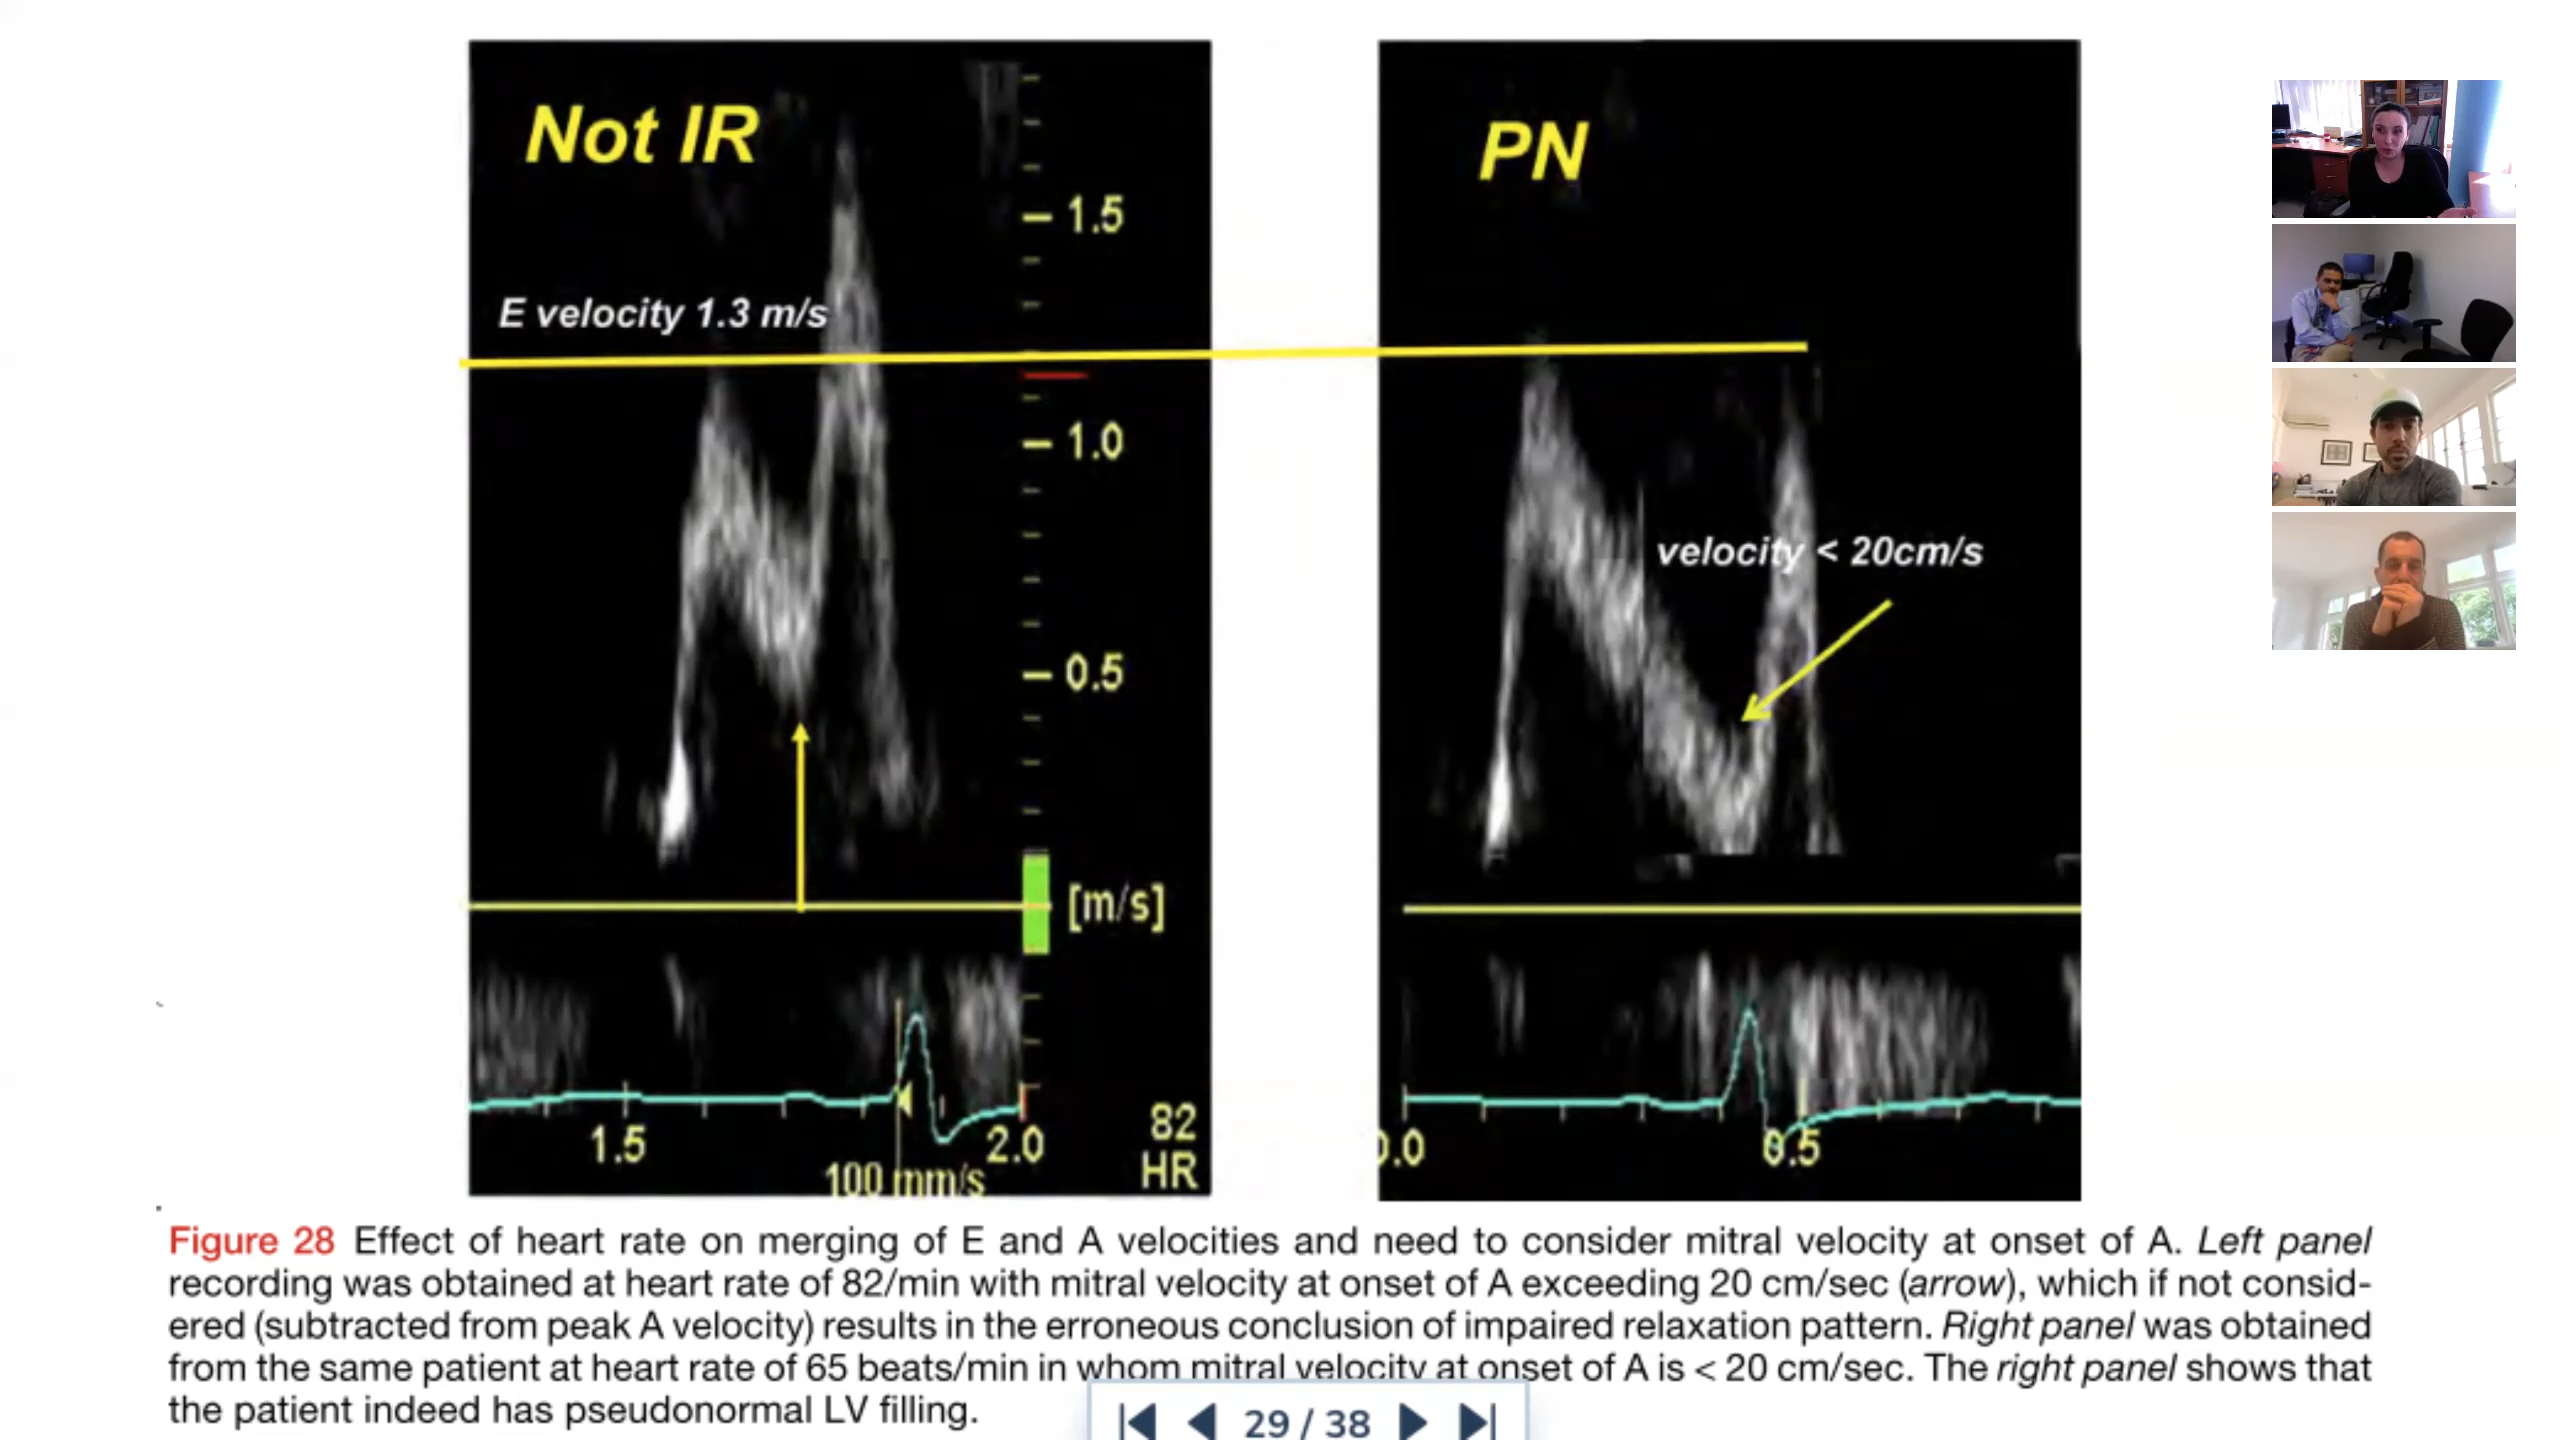 Not IR
PN
1.5
E velocity 1.3 m/s
1.0
velocity < 20cm/s
0.5
[m/s]
1.5
2.0
82
HR
100 mm/s
0.0
0.5
Figure 28 Effect of heart rate on merging of E and A velocities and need to consider mitral velocity at onset of A. Left panel
recording was obtained at heart rate of 82/min with mitral velocity at onset of A exceeding 20 cm/sec (arrow), which if not consid-
ered (subtracted from peak A velocity) results in the erroneous conclusion of impaired relaxation pattern. Right panel was obtained
from the same patient at heart rate of 65 beats/min in whom mitral velocity at onset of A is < 20 cm/sec. The right panel shows that
the patient indeed has pseudonormal LV filling.
29 / 38